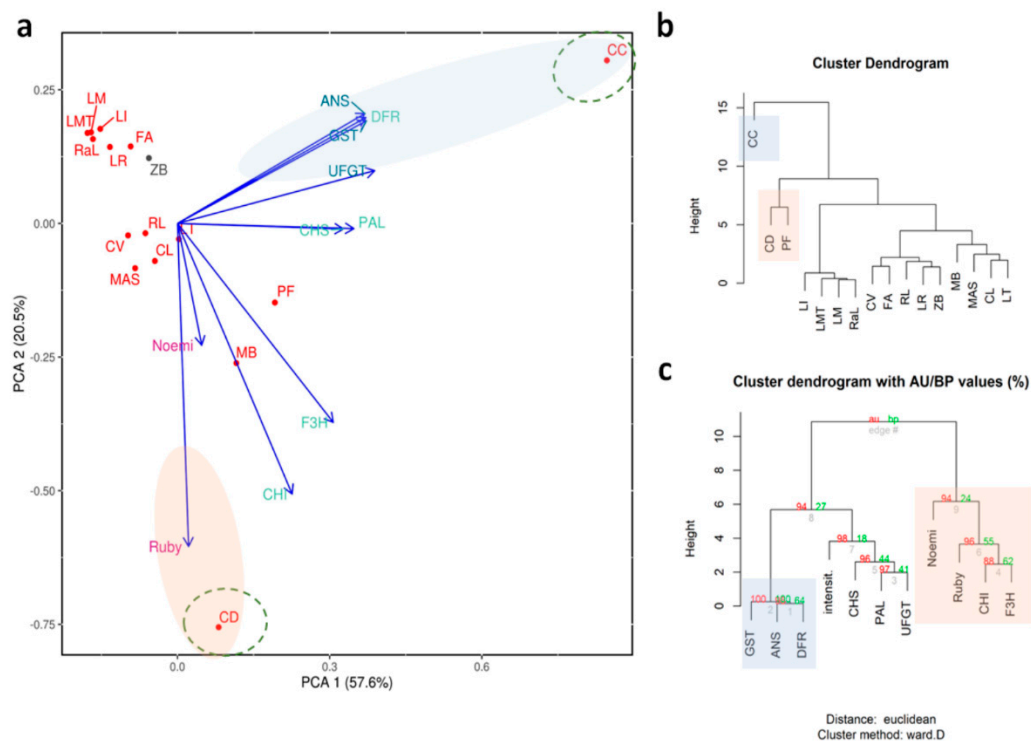 a
PCA 2 (20.5%)
0.25
0.00
-0.25
-0.50
-0.75
0.0
0.3
0.6
PCA 1 (57.6%)
CC
ANS
DFR
GST
UFGT
CHS
PAL
LM
LMT
LI
RaL
LR
FA
ZB
RL
CV
CL
MAS
PF
Noemi
MB
F3H
CHI
Ruby
CD
b
Cluster Dendrogram
Height
15
10
5
0
CC
CD
PF
LI
LMT
LM
RaL
CV
FA
RL
LR
ZB
MB
MAS
CL
LT
c
Cluster dendrogram with AU/BP values (%)
Height
10
8
6
4
2
0
au bp
edge #
94 27
8
94 24
9
98 18
7
96 44
5
97 41
3
96 55
6
88 62
4
100
2
64
1
GST
ANS
DFR
intensit.
CHS
PAL
UFGT
Noemi
Ruby
CHI
F3H
Distance: euclidean
Cluster method: ward.D